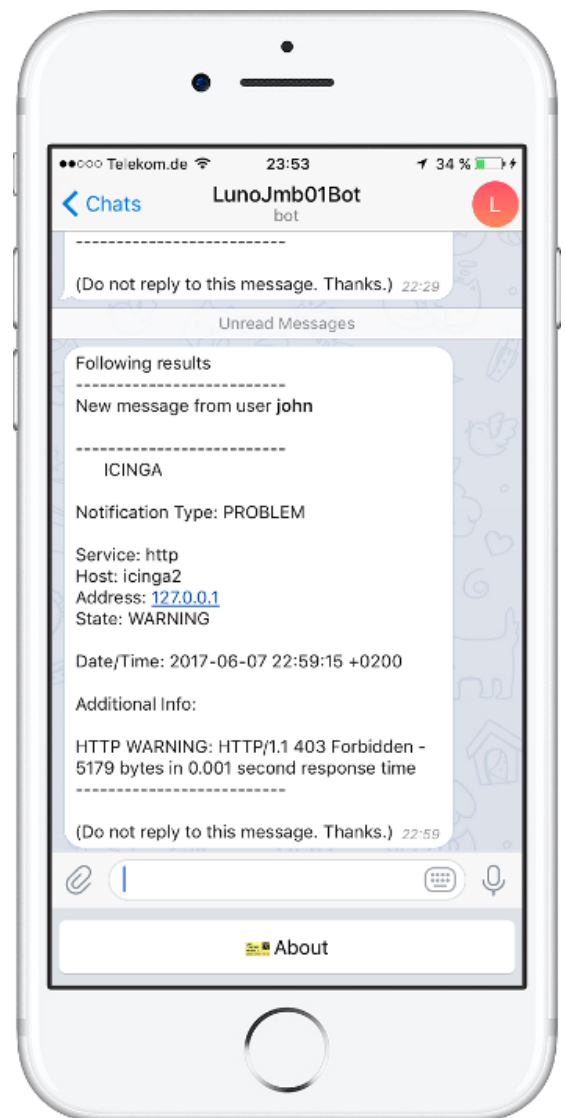 ●●○○○ Telekom.de 23:53 34 %
Chats LunoJmb01Bot L
bot
---------------------------
(Do not reply to this message. Thanks.) 22:29
Unread Messages
Following results
---------------------------
New message from user john
---------------------------
ICINGA
Notification Type: PROBLEM
Service: http
Host: icinga2
Address: 127.0.0.1
State: WARNING
Date/Time: 2017-06-07 22:59:15 +0200
Additional Info:
HTTP WARNING: HTTP/1.1 403 Forbidden -
5179 bytes in 0.001 second response time
---------------------------
(Do not reply to this message. Thanks.) 22:59
About